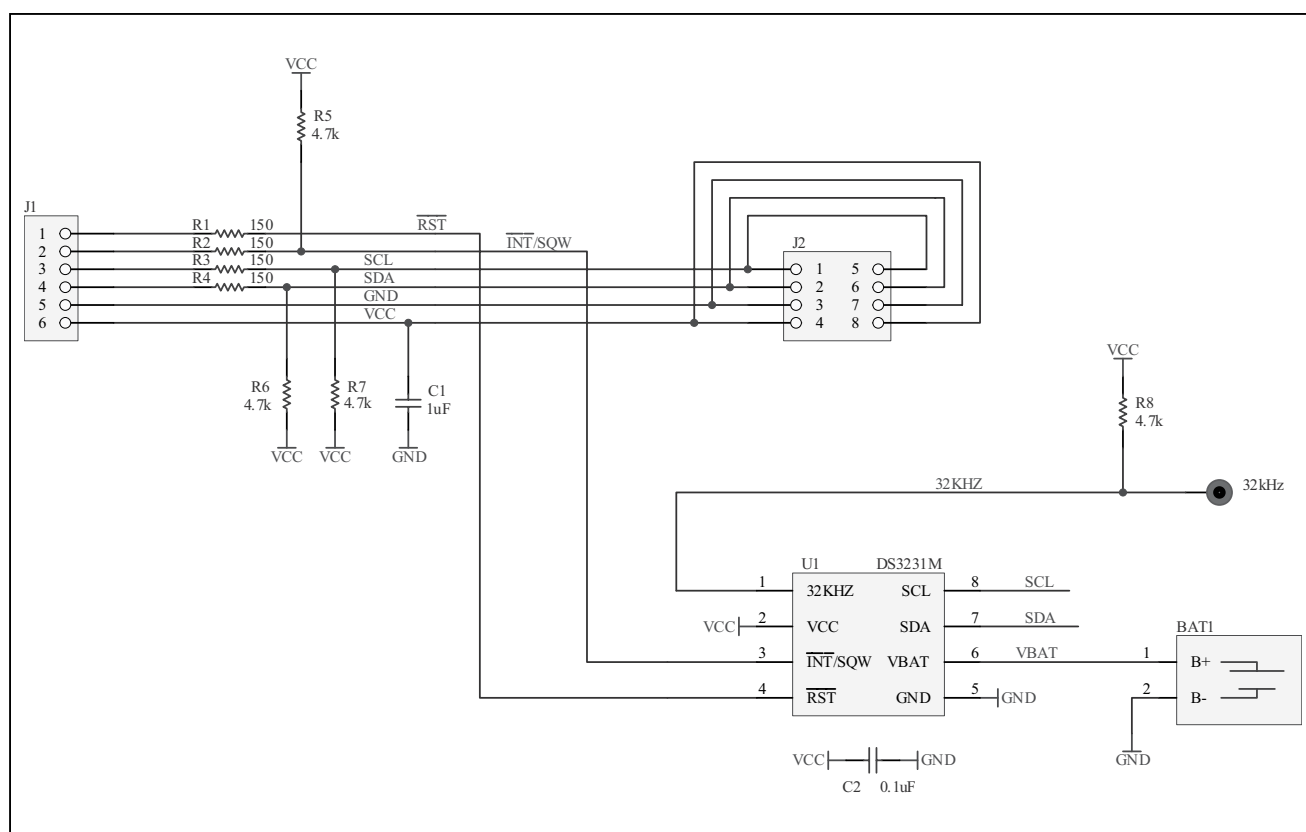 VCC
R5
4.7k
J1
1 R1 150 RST
2 R2 150 INT/SQW
3 R3 150 SCL
4 R4 150 SDA
5 GND
6 VCC
J2
1 5
2 6
3 7
4 8
R6
4.7k
VCC
R7
4.7k
VCC
C1
1uF
GND
VCC
R8
4.7k
32KHZ
32kHz
U1 DS3231M
1 32KHZ SCL 8 SCL
VCC 2 VCC SDA 7 SDA
3 INT/SQW VBAT 6 VBAT
4 RST GND 5 GND
BAT1
1 B+
2 B-
GND
VCC GND
C2 0.1uF